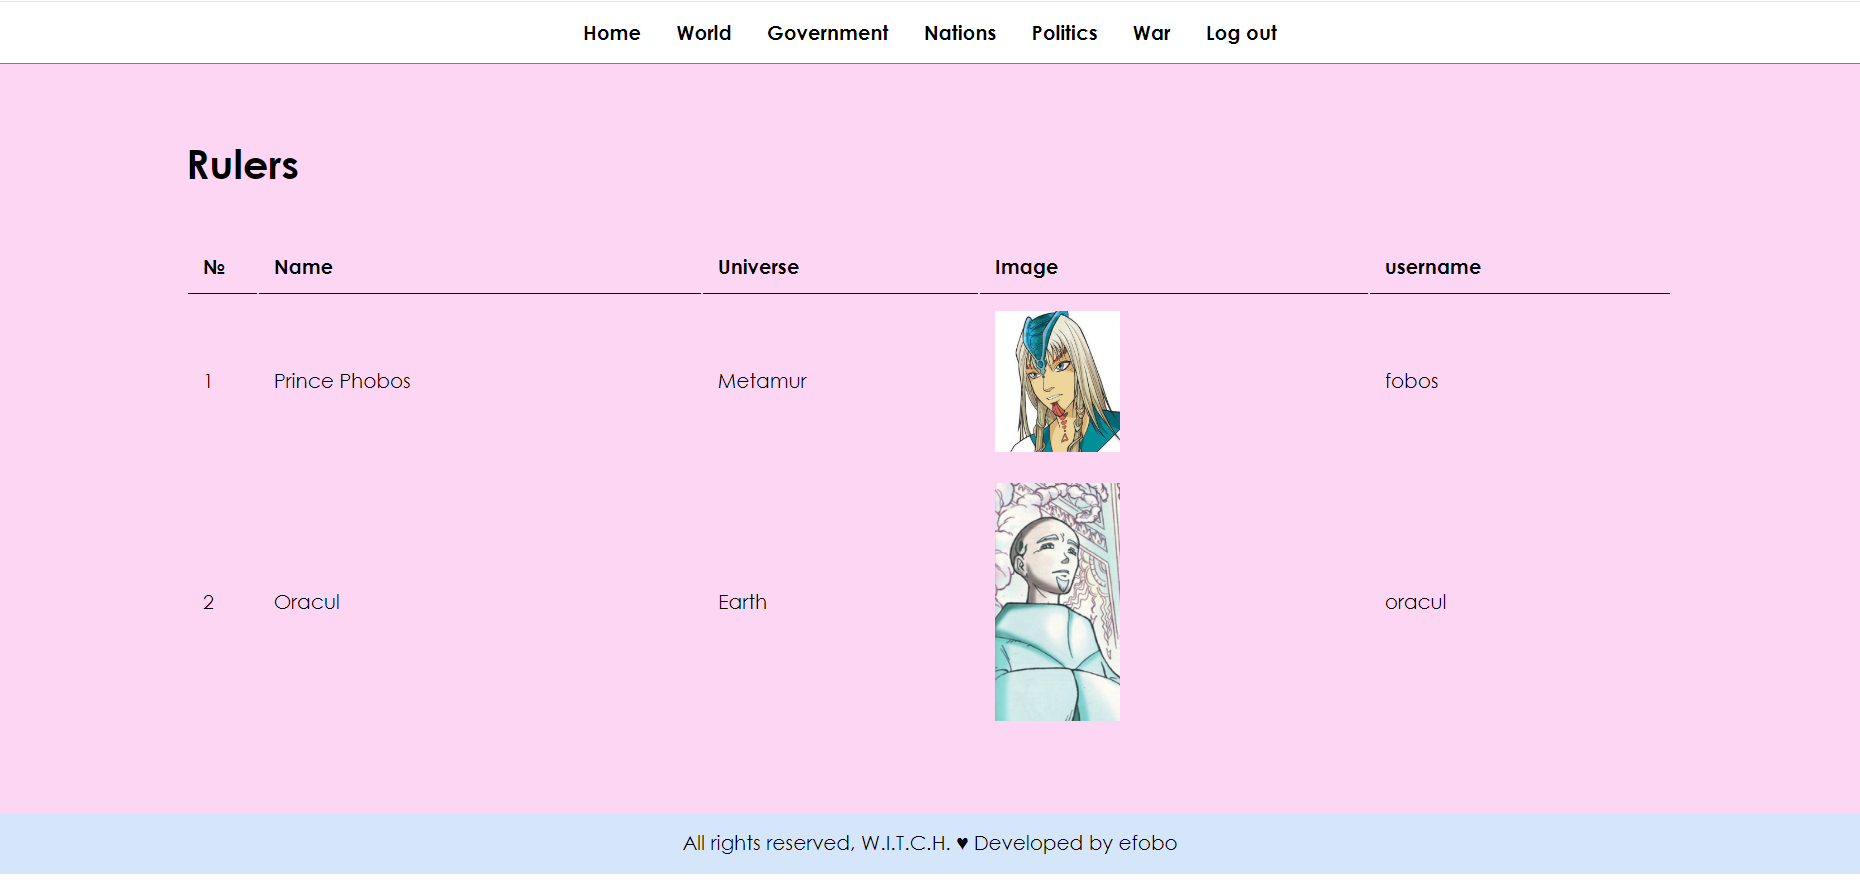 Home World Government Nations Politics War Log out
Rulers
№ Name Universe Image username
1 Prince Phobos Metamur fobos
2 Oracul Earth oracul
All rights reserved, W.I.T.C.H. ♥ Developed by efobo